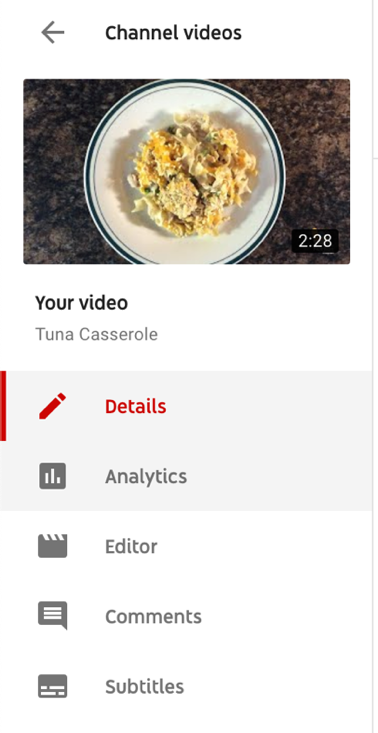 Channel videos
2:28
Your video
Tuna Casserole
Details
Analytics
Editor
Comments
Subtitles